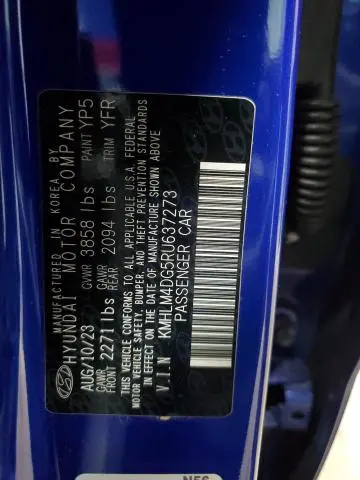 MANUFACTURED IN KOREA BY
HYUNDAI MOTOR COMPANY
AUG/10/23 GVWR 3858 lbs PAINT YP5
GAWR FRONT 2271 lbs GAWR REAR 2094 lbs TRIM YFR
THIS VEHICLE CONFORMS TO ALL APPLICABLE U.S.A. FEDERAL
MOTOR VEHICLE SAFETY, BUMPER, AND THEFT PREVENTION STANDARDS
IN EFFECT ON THE DATE OF MANUFACTURE SHOWN ABOVE
VIN KMHLM4DG5RU637273
PASSENGER CAR